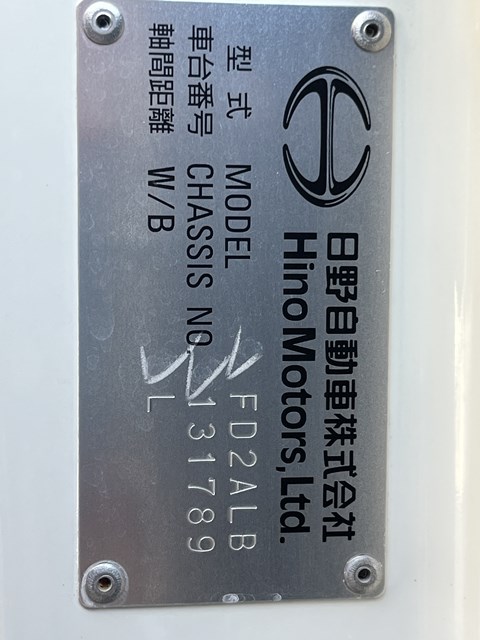 日野自動車株式会社
Hino Motors, Ltd.
型式 MODEL FD2ALB
車台番号 CHASSIS NO. 131789
軸間距離 W/B L